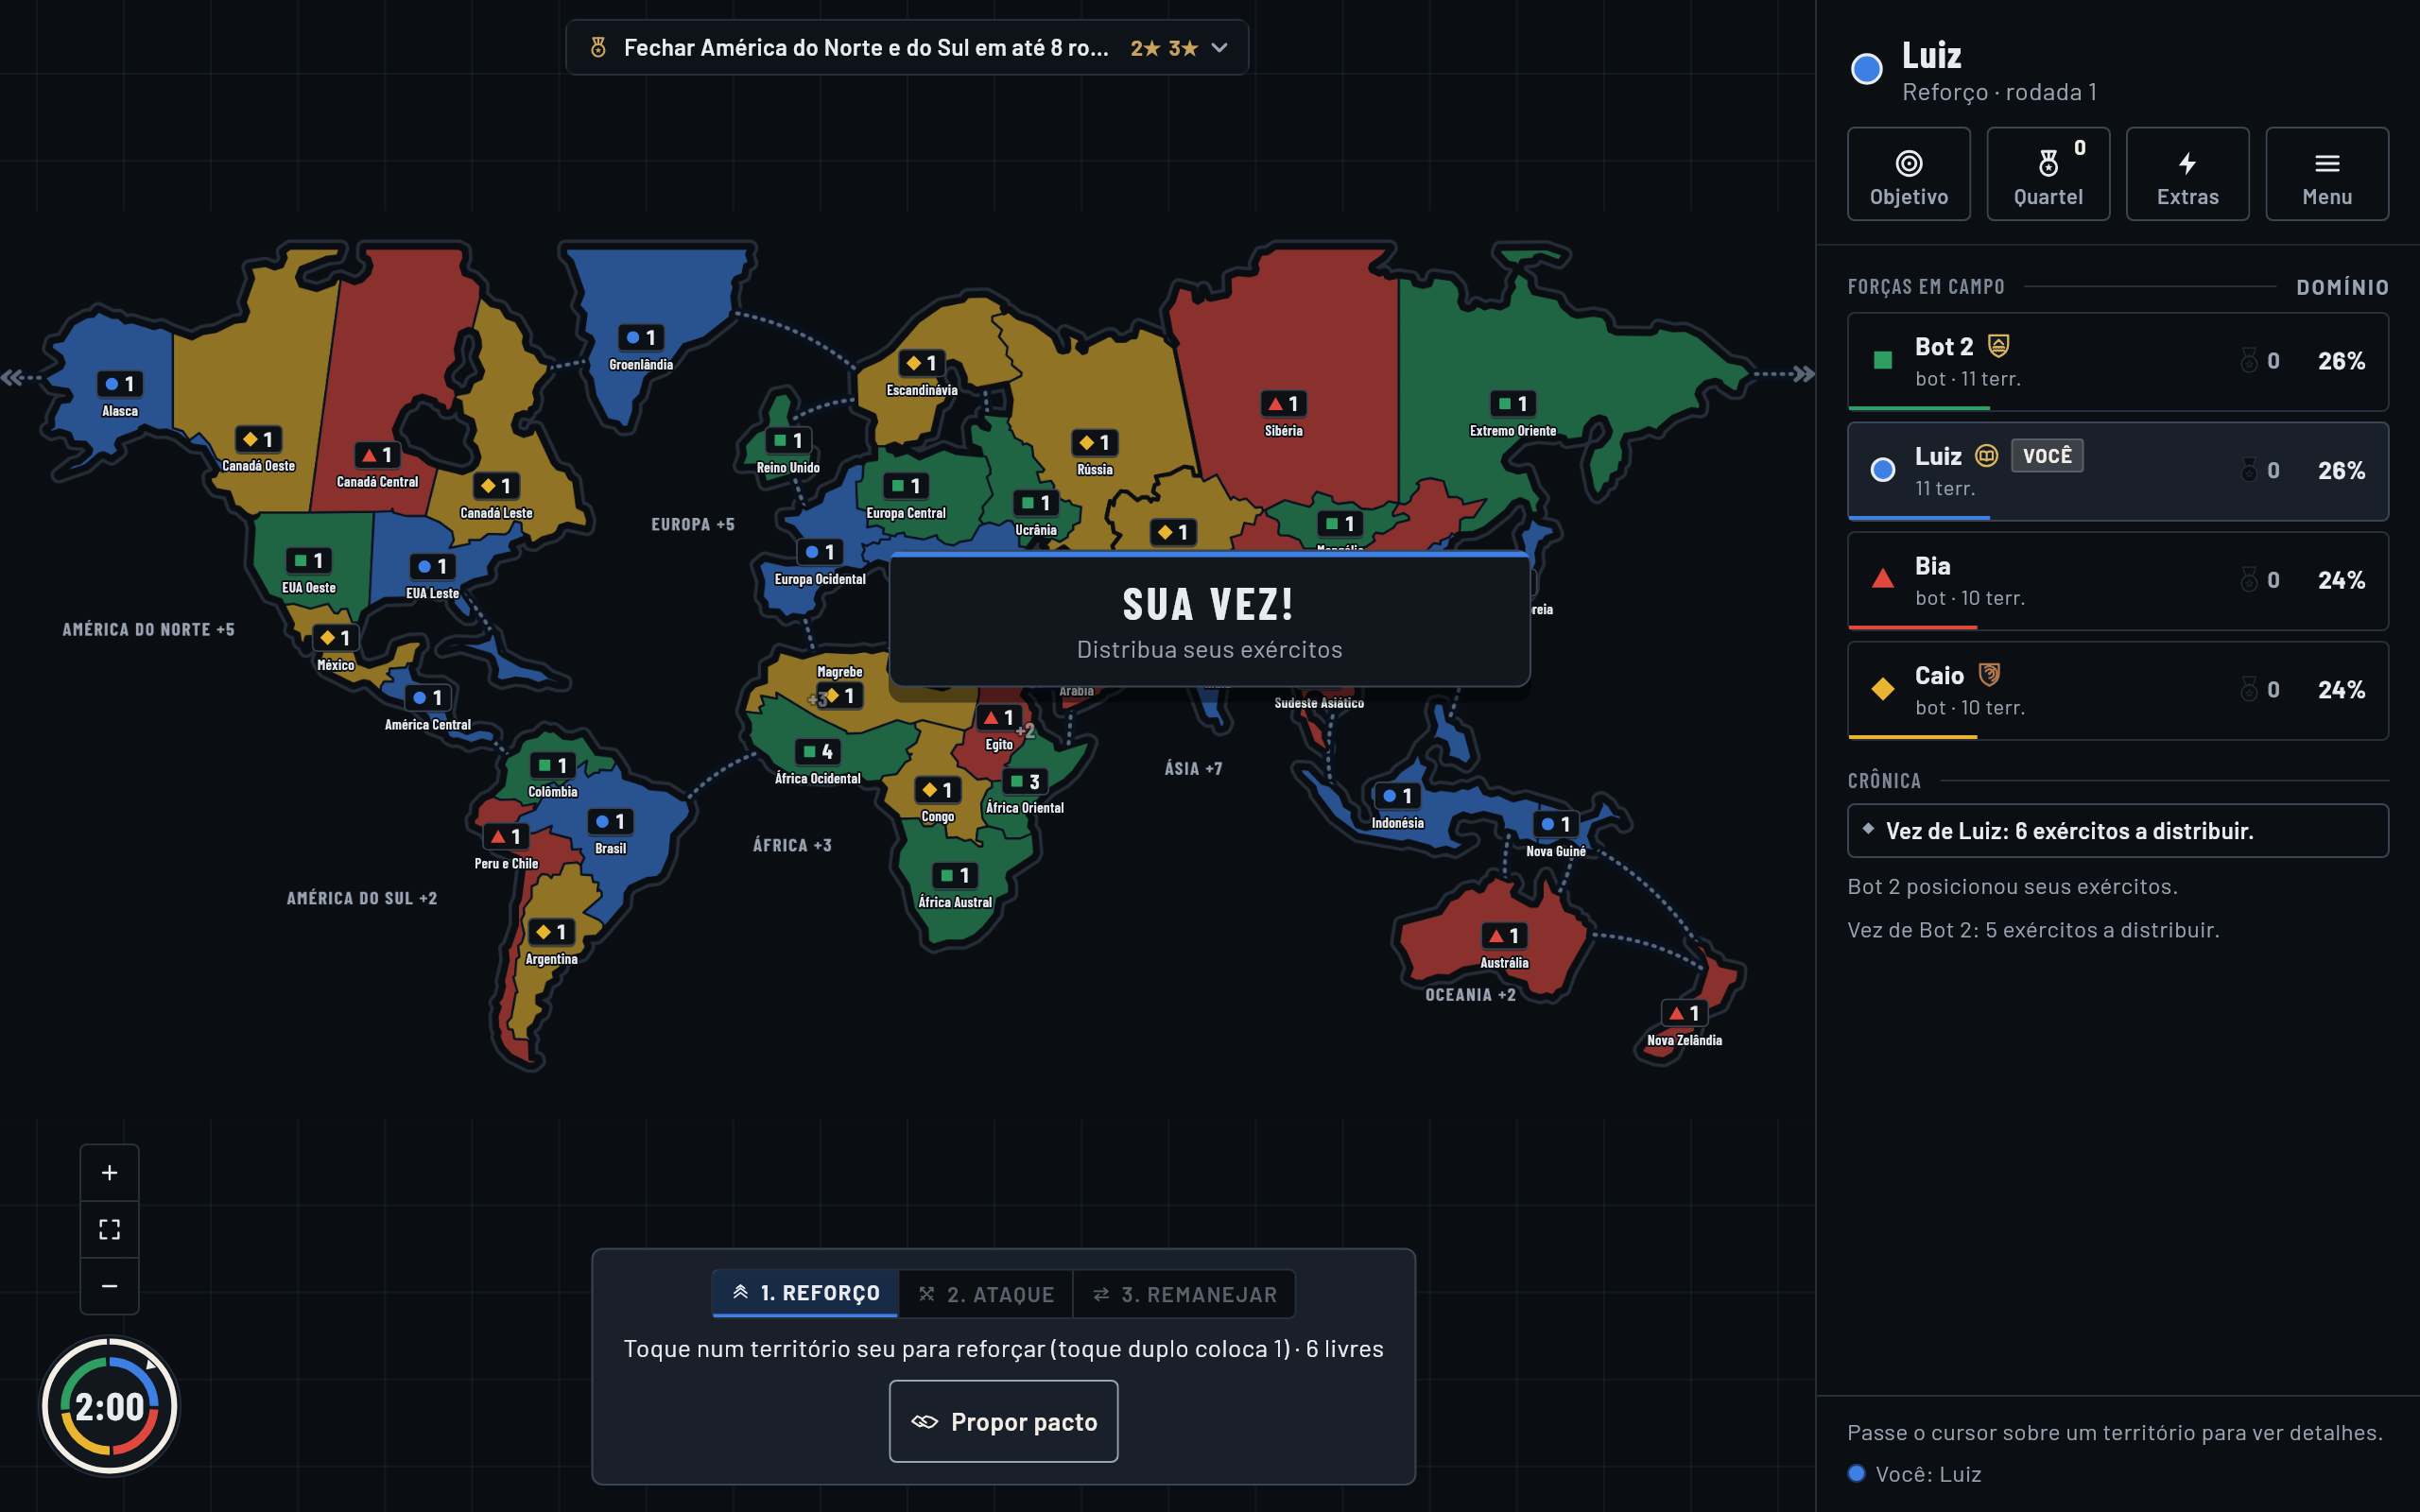 Fechar América do Norte e do Sul em até 8 ro... 2★ 3★
Luiz
Reforço · rodada 1
Objetivo
0
Quartel
Extras
Menu
FORÇAS EM CAMPO
DOMÍNIO
Bot 2
bot · 11 terr.
0
26%
Luiz
VOCÊ
11 terr.
0
26%
Bia
bot · 10 terr.
0
24%
Caio
bot · 10 terr.
0
24%
CRÔNICA
Vez de Luiz: 6 exércitos a distribuir.
Bot 2 posicionou seus exércitos.
Vez de Bot 2: 5 exércitos a distribuir.
1
Alasca
1
Canadá Oeste
1
Canadá Central
1
Canadá Leste
1
Groenlândia
1
EUA Oeste
1
EUA Leste
1
México
1
América Central
AMÉRICA DO NORTE +5
1
Colômbia
1
Peru e Chile
1
Brasil
1
Argentina
AMÉRICA DO SUL +2
EUROPA +5
1
Escandinávia
1
Reino Unido
1
Europa Central
1
Ucrânia
1
Rússia
1
Europa Ocidental
1
Sibéria
1
Extremo Oriente
1
1
SUA VEZ!
Distribua seus exércitos
Magrebe
+3
1
4
África Ocidental
1
+2
Egito
1
Congo
3
África Oriental
1
África Austral
ÁFRICA +3
Arábia
Sudeste Asiático
ÁSIA +7
1
Indonésia
1
Nova Guiné
1
Austrália
OCEANIA +2
1
Nova Zelândia
+
−
2:00
1. REFORÇO
2. ATAQUE
3. REMANEJAR
Toque num território seu para reforçar (toque duplo coloca 1) · 6 livres
Propor pacto
Passe o cursor sobre um território para ver detalhes.
Você: Luiz